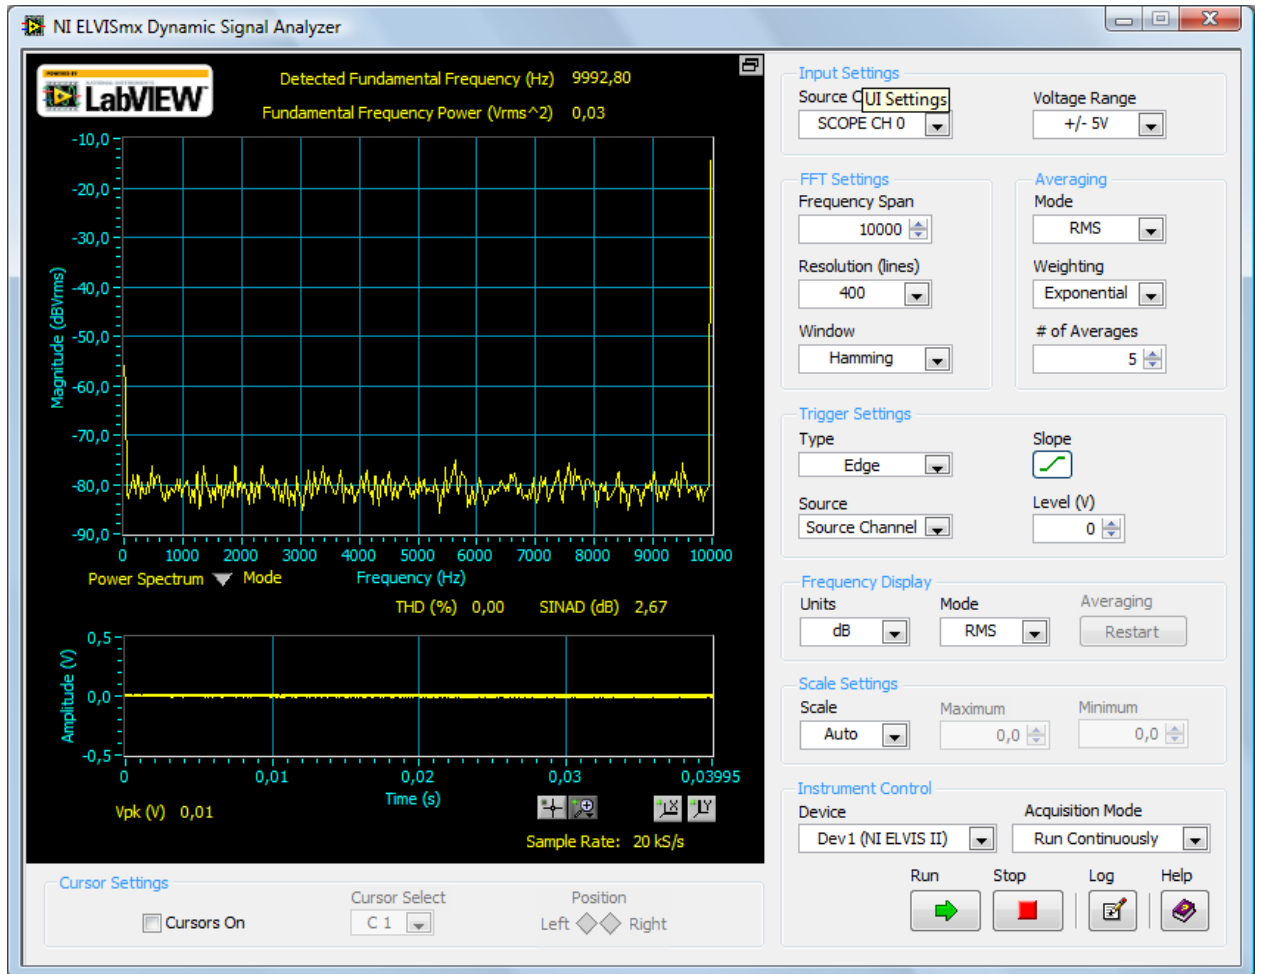 NI ELVISmx Dynamic Signal Analyzer
POWERED BY
NATIONAL INSTRUMENTS
LabVIEW
Detected Fundamental Frequency (Hz) 9992,80
Fundamental Frequency Power (Vrms^2) 0,03
-10,0
-20,0
-30,0
-40,0
-50,0
-60,0
-70,0
-80,0
-90,0
Magnitude (dBVrms)
0 1000 2000 3000 4000 5000 6000 7000 8000 9000 10000
Power Spectrum Mode Frequency (Hz)
THD (%) 0,00 SINAD (dB) 2,67
0,5
0,0
-0,5
Amplitude (V)
0 0,01 0,02 0,03 0,03995
Time (s)
Vpk (V) 0,01
X Y
Sample Rate: 20 kS/s
Cursor Settings
Cursors On
Cursor Select
C 1
Position
Left Right
Input Settings
Source C
UI Settings
SCOPE CH 0
Voltage Range
+/- 5V
FFT Settings
Frequency Span
10000
Resolution (lines)
400
Window
Hamming
Averaging
Mode
RMS
Weighting
Exponential
# of Averages
5
Trigger Settings
Type
Edge
Slope
Source
Source Channel
Level (V)
0
Frequency Display
Units
dB
Mode
RMS
Averaging
Restart
Scale Settings
Scale
Auto
Maximum
0,0
Minimum
0,0
Instrument Control
Device
Dev1 (NI ELVIS II)
Acquisition Mode
Run Continuously
Run Stop Log Help